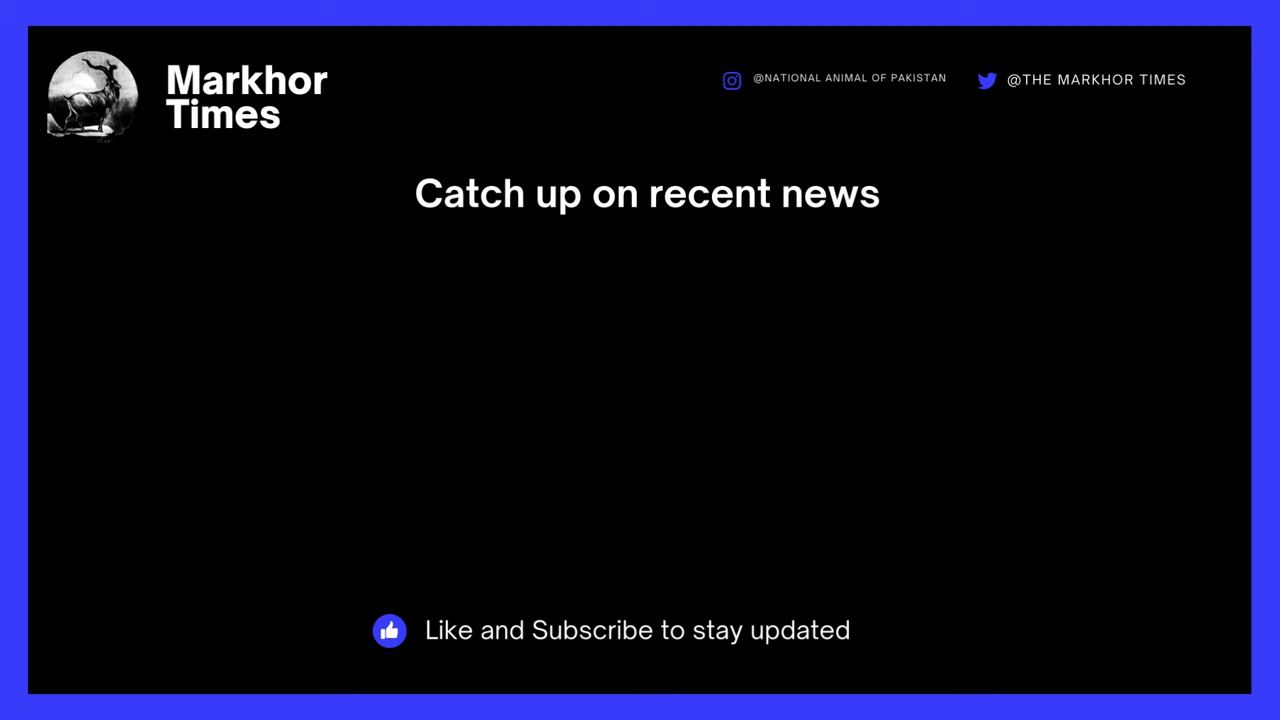 Markhor
Times
@NATIONAL ANIMAL OF PAKISTAN
@THE MARKHOR TIMES
Catch up on recent news
Like and Subscribe to stay updated